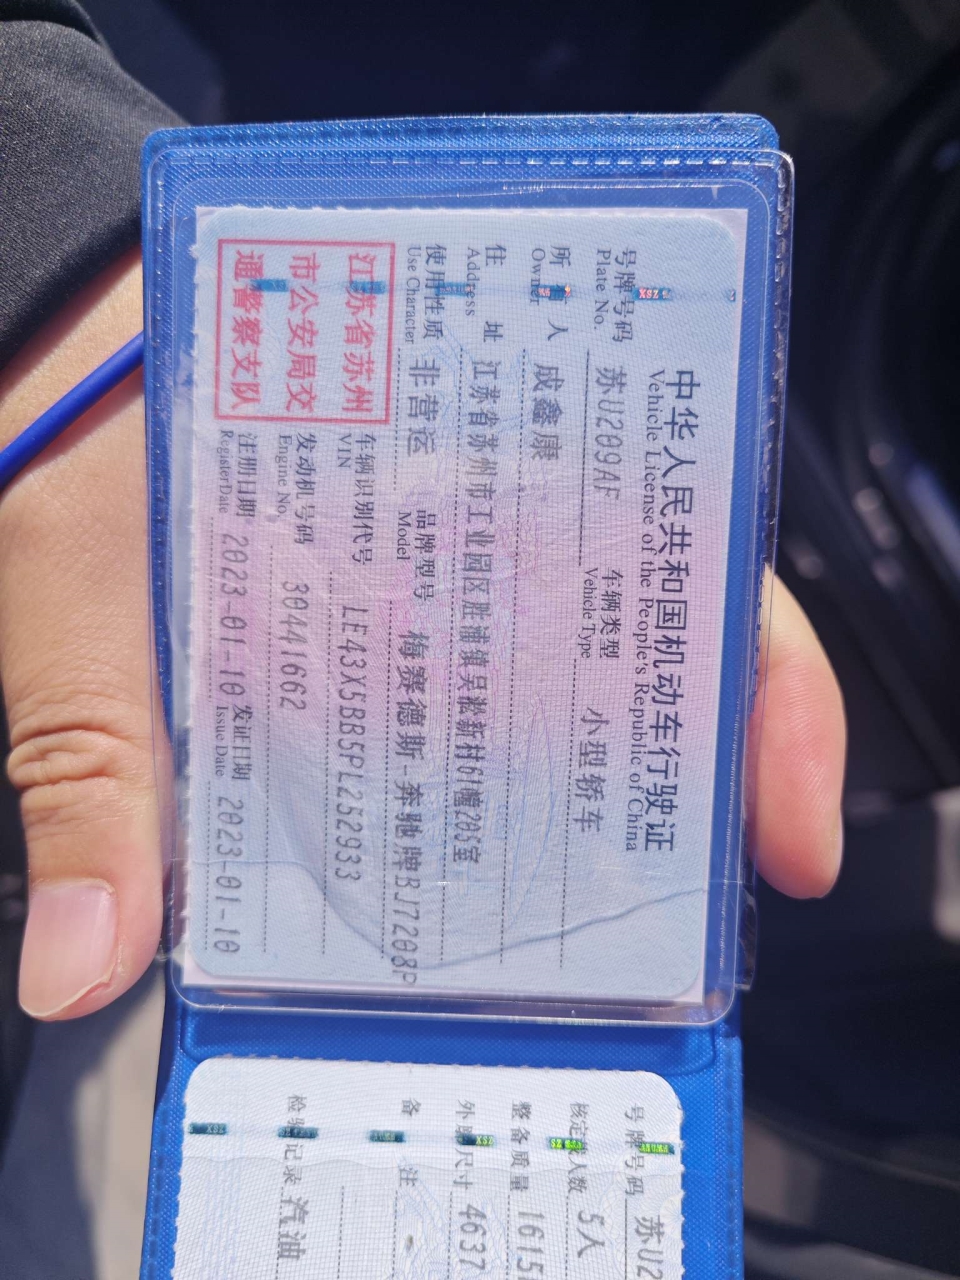 中华人民共和国机动车行驶证
Vehicle License of the People's Republic of China
号牌号码 苏U209AF 车辆类型 小型轿车
Plate No. Vehicle Type
所 有 人 成鑫康
Owner
住 址 江苏省苏州市工业园区胜浦镇吴淞新村61幢206室
Address
使用性质 非营运 品牌型号 梅赛德斯-奔驰牌BJ7208P
Use Character Model
江苏省苏州
市公安局交
通警察支队
车辆识别代号 LE43X5BB5PL252933
VIN
发动机号码 30441662
Engine No.
注册日期 2023-01-10 发证日期 2023-01-10
Register Date Issue Date
号牌号码 苏U2
核定载人数 5人
整备质量 1615
外廓尺寸 4637
备 注
检验记录 汽油